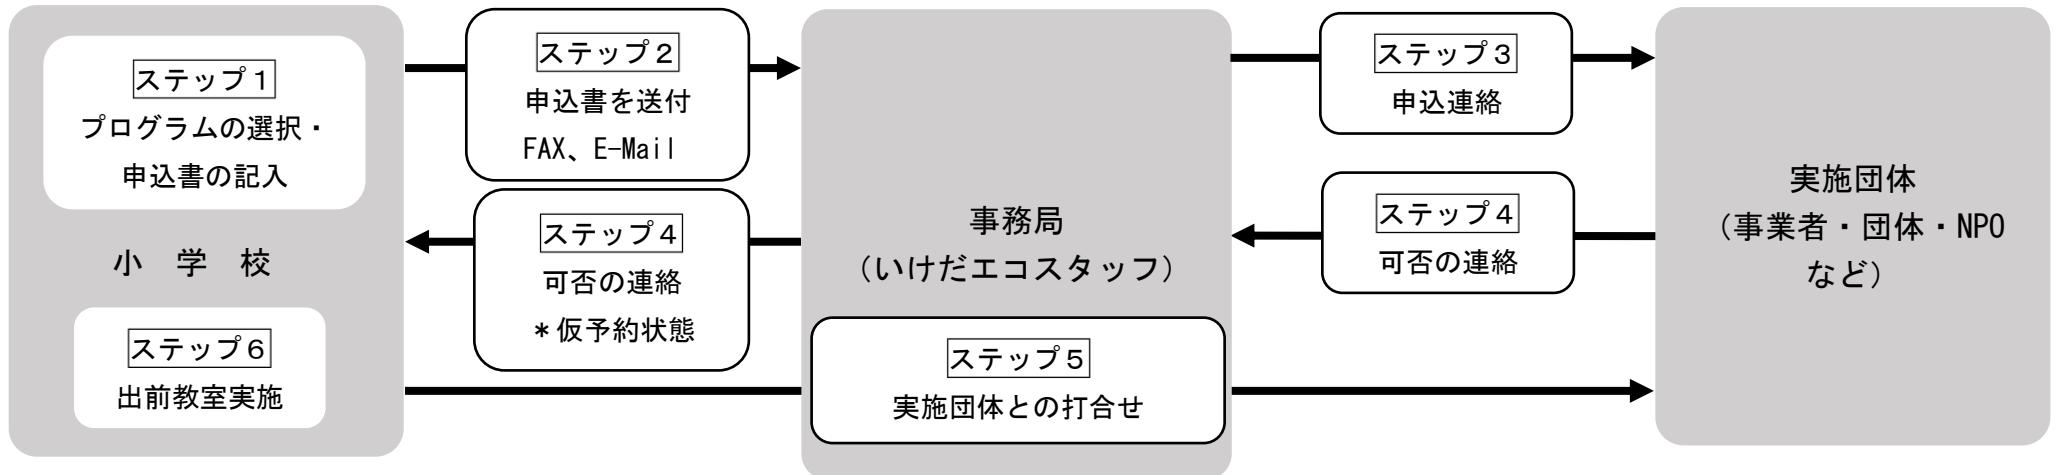 ステップ１
プログラムの選択・
申込書の記入
小　学　校
ステップ６
出前教室実施
ステップ２
申込書を送付
FAX、E-Mail
ステップ４
可否の連絡
＊仮予約状態
事務局
（いけだエコスタッフ）
ステップ５
実施団体との打合せ
ステップ３
申込連絡
ステップ４
可否の連絡
実施団体
（事業者・団体・NPO
など）